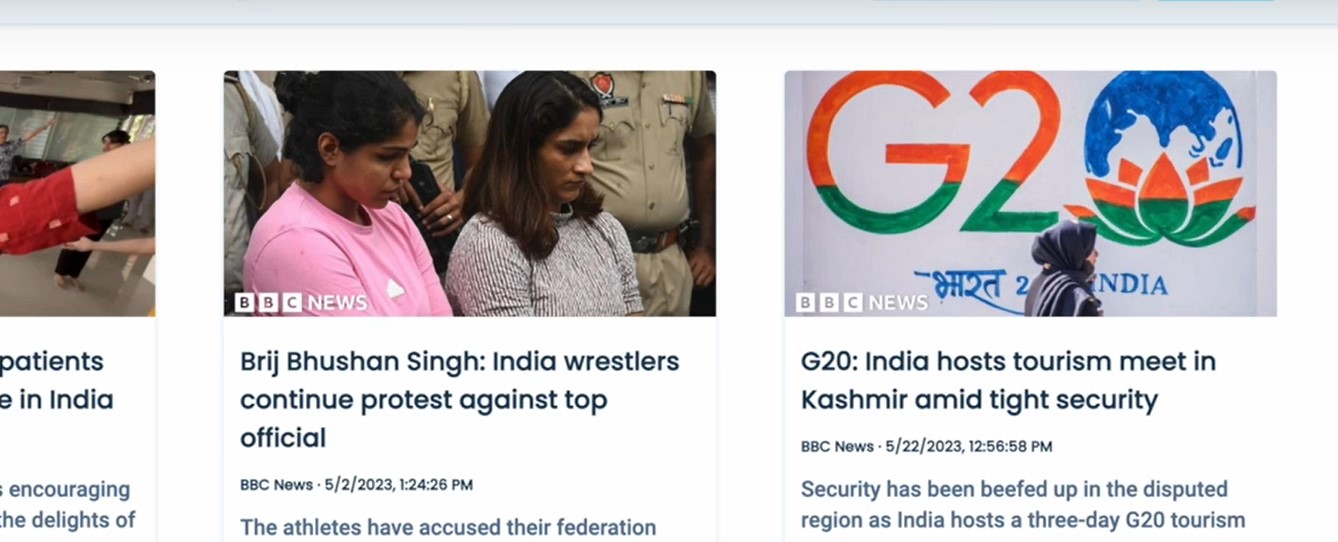 G20
भारत 2 INDIA
BBC NEWS
BBC NEWS
patients
e in India
s encouraging
the delights of
Brij Bhushan Singh: India wrestlers
continue protest against top
official
BBC News · 5/2/2023, 1:24:26 PM
The athletes have accused their federation
G20: India hosts tourism meet in
Kashmir amid tight security
BBC News · 5/22/2023, 12:56:58 PM
Security has been beefed up in the disputed
region as India hosts a three-day G20 tourism